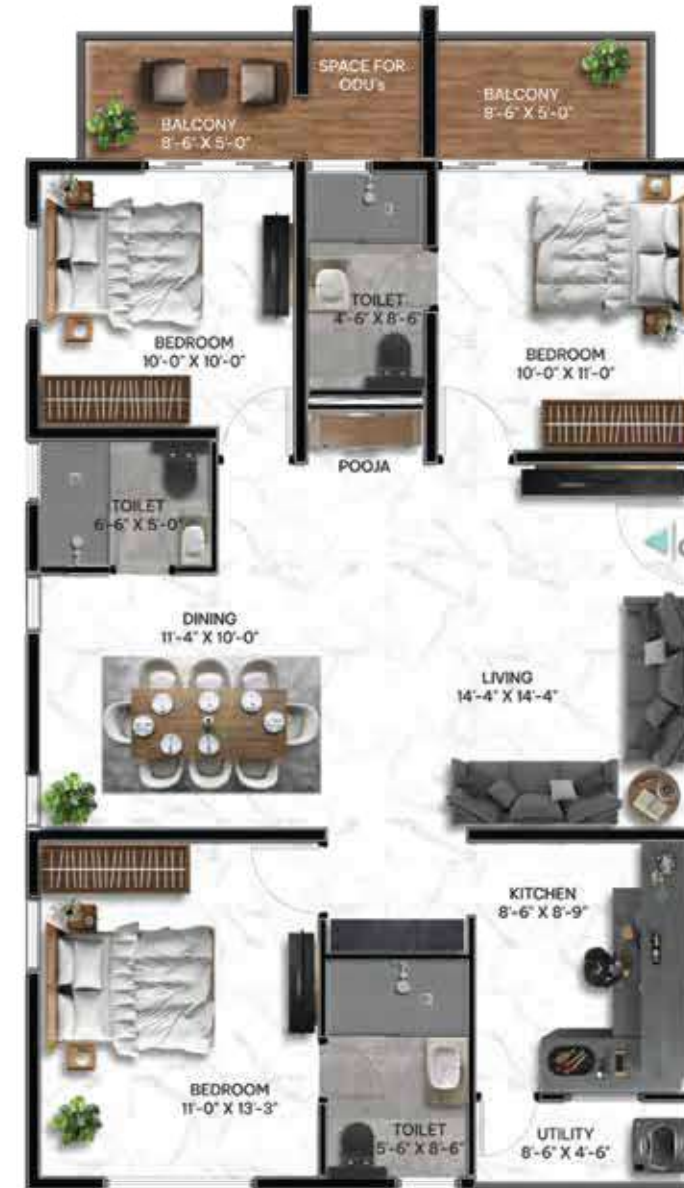 SPACE FOR
ODU's
BALCONY
8'-6" X 5'-0"
BALCONY
8'-6" X 5'-0"
TOILET
4'-6" X 8'-6"
BEDROOM
10'-0" X 10'-0"
BEDROOM
10'-0" X 11'-0"
POOJA
TOILET
6'-6" X 5'-0"
DINING
11'-4" X 10'-0"
LIVING
14'-4" X 14'-4"
KITCHEN
8'-6" X 8'-9"
BEDROOM
11'-0" X 13'-3"
TOILET
5'-6" X 8'-6"
UTILITY
8'-6" X 4'-6"